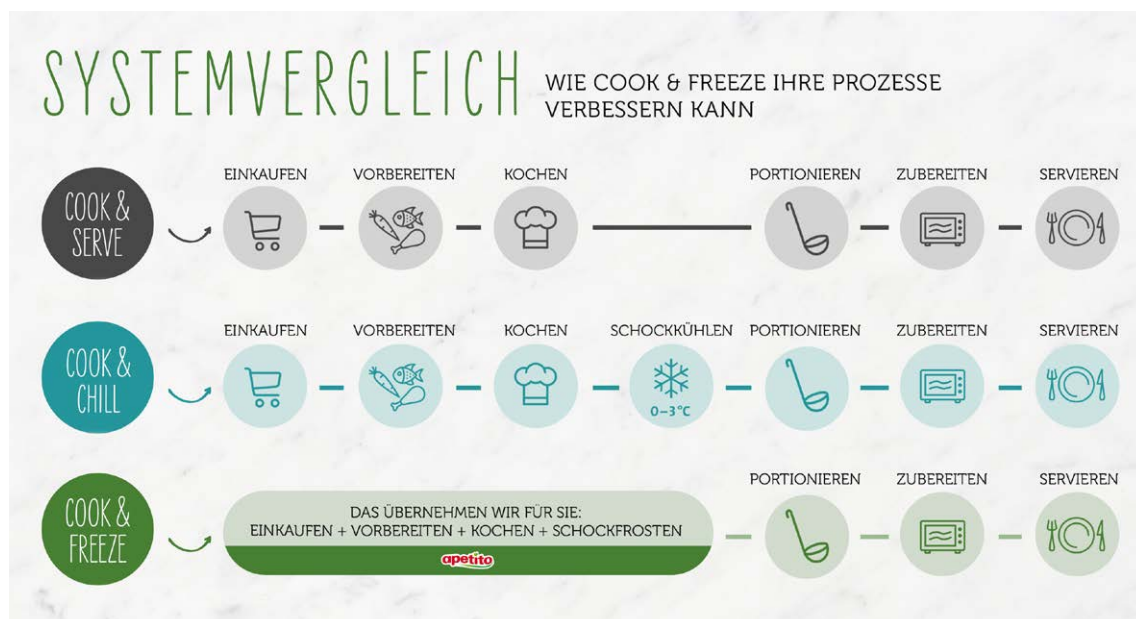 SYSTEMVERGLEICH
WIE COOK & FREEZE IHRE PROZESSE
VERBESSERN KANN
COOK &
SERVE
EINKAUFEN
VORBEREITEN
KOCHEN
PORTIONIEREN
ZUBEREITEN
SERVIEREN
COOK &
CHILL
EINKAUFEN
VORBEREITEN
KOCHEN
SCHOCKKÜHLEN
0–3°C
PORTIONIEREN
ZUBEREITEN
SERVIEREN
COOK &
FREEZE
DAS ÜBERNEHMEN WIR FÜR SIE:
EINKAUFEN + VORBEREITEN + KOCHEN + SCHOCKFROSTEN
apetito
PORTIONIEREN
ZUBEREITEN
SERVIEREN